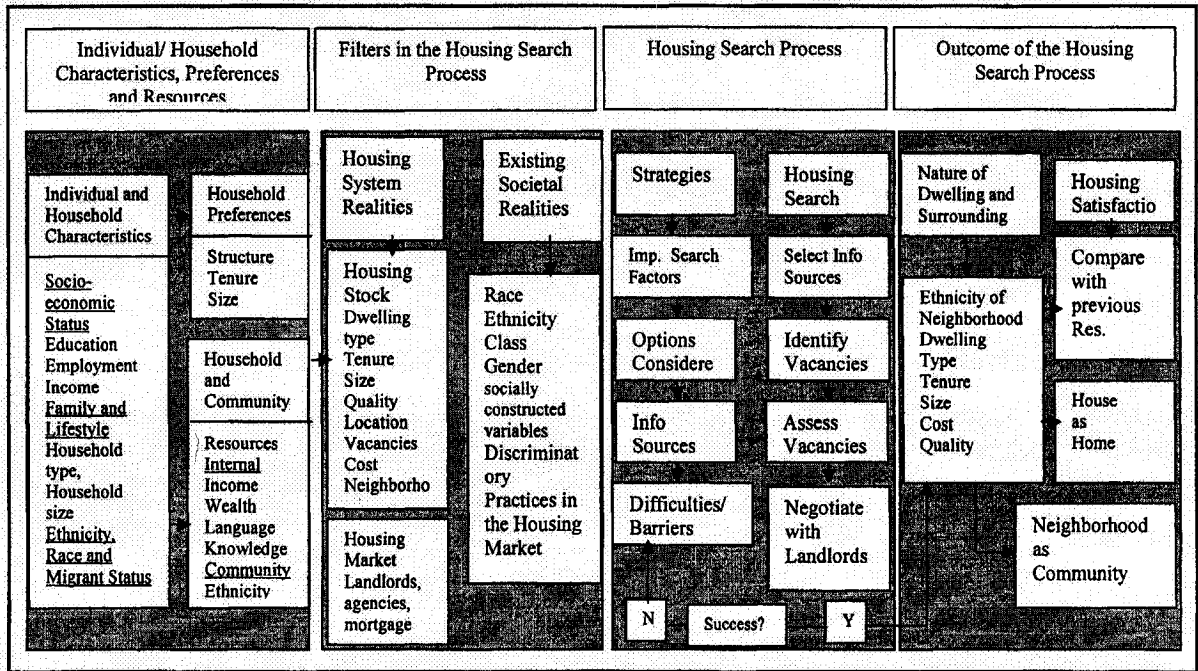 Individual/ Household
Characteristics, Preferences
and Resources
Filters in the Housing Search
Process
Housing Search Process
Outcome of the Housing
Search Process
Individual and
Household
Characteristics
Socio-
economic
Status
Education
Employment
Income
Family and
Lifestyle
Household
type,
Household
size
Ethnicity,
Race and
Migrant Status
Household
Preferences
Structure
Tenure
Size
Household
and
Community
Resources
Internal
Income
Wealth
Language
Knowledge
Community
Ethnicity
Housing
System
Realities
Housing
Stock
Dwelling
type
Tenure
Size
Quality
Location
Vacancies
Cost
Neighborho
Housing
Market
Landlords,
agencies,
mortgage
Existing
Societal
Realities
Race
Ethnicity
Class
Gender
socially
constructed
variables
Discriminat
ory
Practices in
the Housing
Market
Strategies
Imp. Search
Factors
Options
Considere
Info
Sources
Difficulties/
Barriers
Housing
Search
Select Info
Sources
Identify
Vacancies
Assess
Vacancies
Negotiate
with
Landlords
N
Success?
Y
Nature of
Dwelling and
Surrounding
Ethnicity of
Neighborhood
Dwelling
Type
Tenure
Size
Cost
Quality
Housing
Satisfactio
Compare
with
previous
Res.
House
as
Home
Neighborhood
as
Community